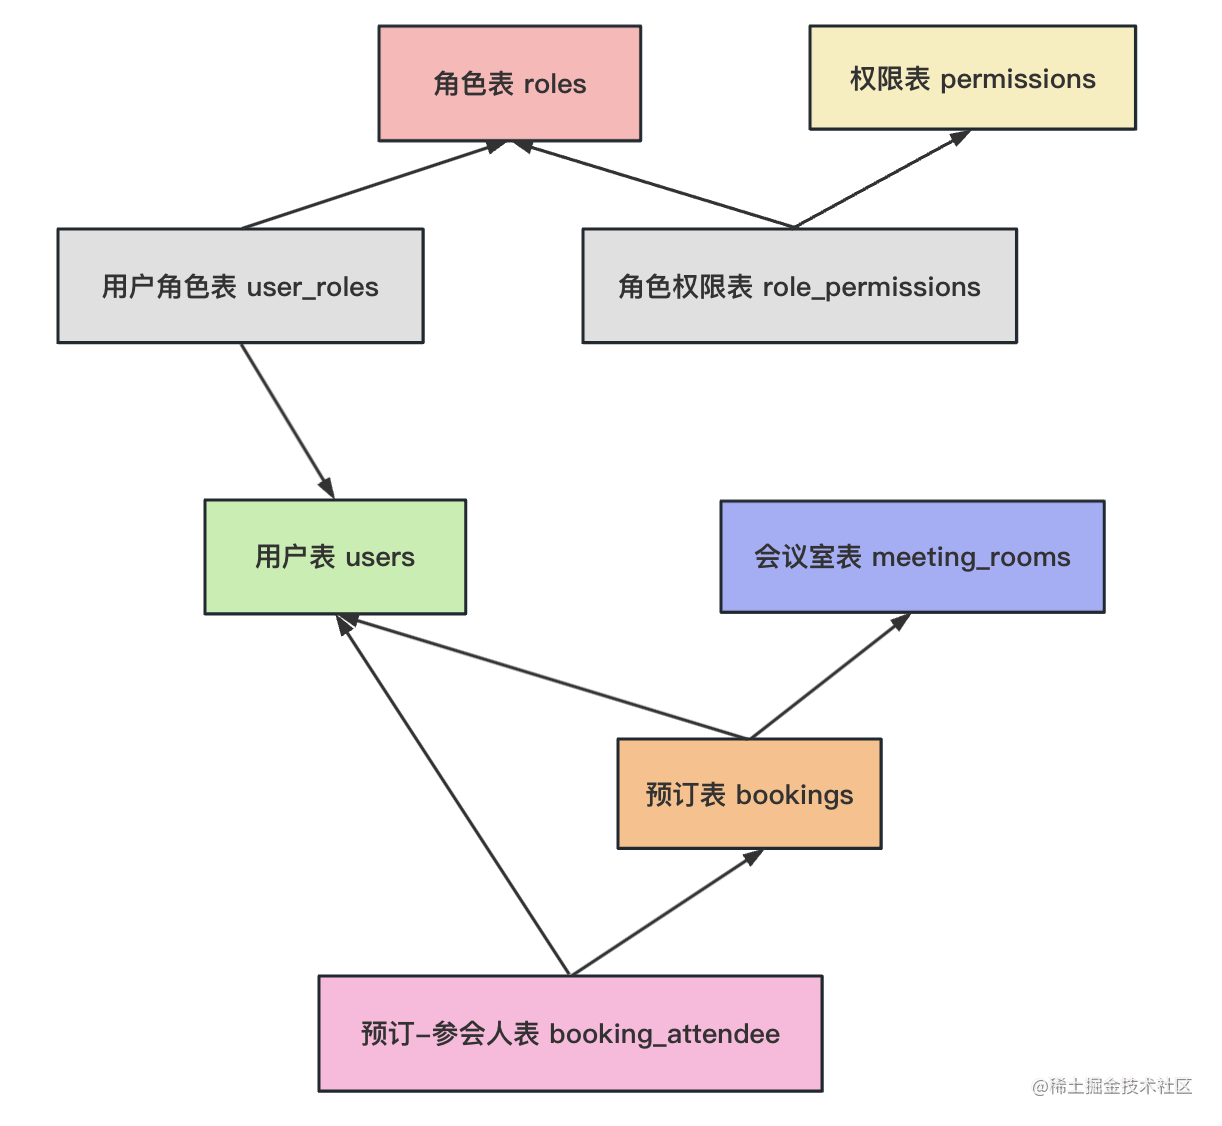 角色表 roles
权限表 permissions
用户角色表 user_roles
角色权限表 role_permissions
用户表 users
会议室表 meeting_rooms
预订表 bookings
预订-参会人表 booking_attendee
@稀土掘金技术社区